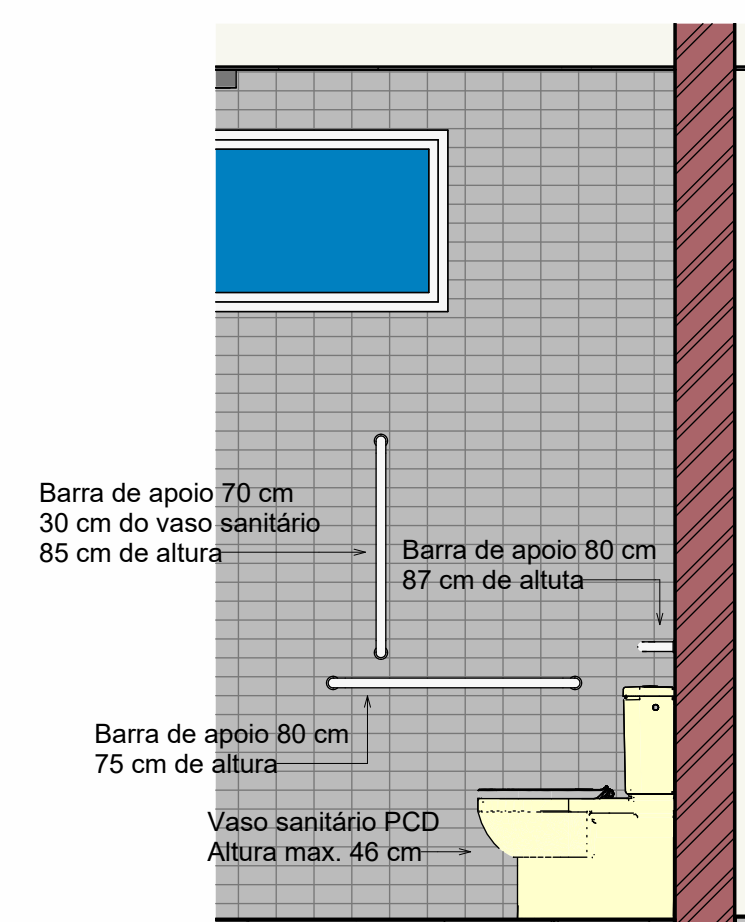 Barra de apoio 70 cm
30 cm do vaso sanitário
85 cm de altura
Barra de apoio 80 cm
87 cm de altuta
Barra de apoio 80 cm
75 cm de altura
Vaso sanitário PCD
Altura max. 46 cm